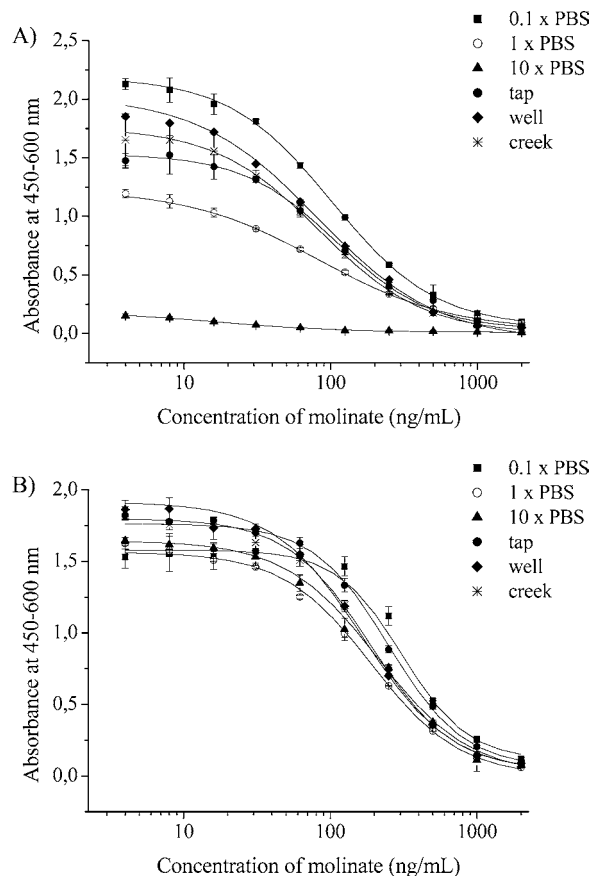 A)
0.1 x PBS
1 x PBS
10 x PBS
tap
well
creek
2,5
2,0
1,5
1,0
0,5
0,0
Absorbance at 450-600 nm
10
100
1000
Concentration of molinate (ng/mL)
B)
0.1 x PBS
1 x PBS
10 x PBS
tap
well
creek
2,0
1,5
1,0
0,5
0,0
Absorbance at 450-600 nm
10
100
1000
Concentration of molinate (ng/mL)